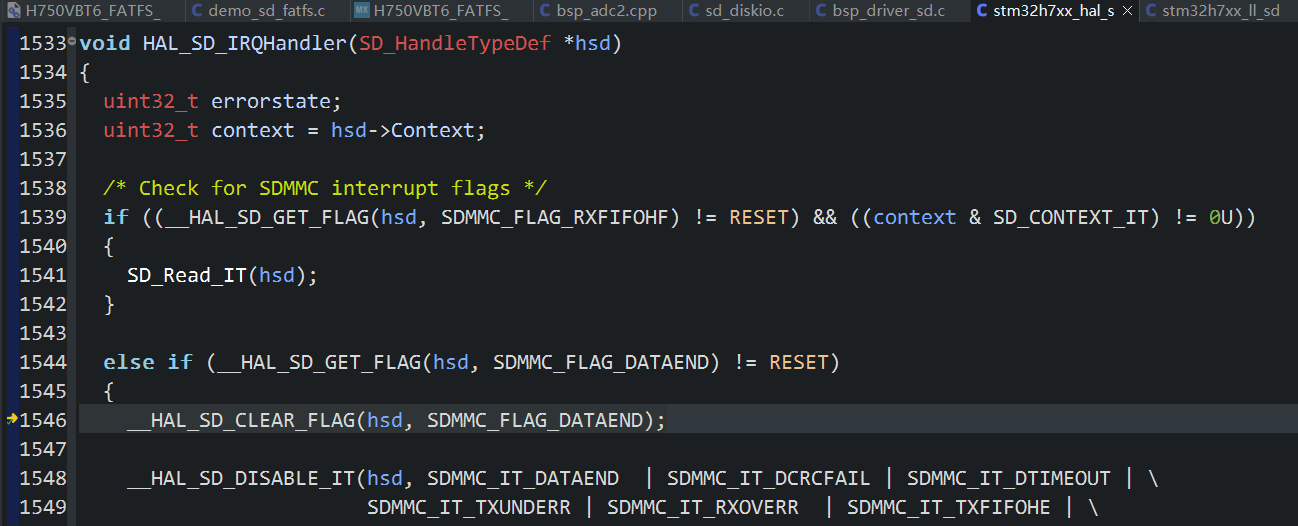 H750VBT6_FATFS_ demo_sd_fatfs.c MX H750VBT6_FATFS_ bsp_adc2.cpp sd_diskio.c bsp_driver_sd.c stm32h7xx_hal_s stm32h7xx_ll_sd
1533 void HAL_SD_IRQHandler(SD_HandleTypeDef *hsd)
1534 {
1535 uint32_t errorstate;
1536 uint32_t context = hsd->Context;
1537
1538 /* Check for SDMMC interrupt flags */
1539 if ((__HAL_SD_GET_FLAG(hsd, SDMMC_FLAG_RXFIFOHF) != RESET) && ((context & SD_CONTEXT_IT) != 0U))
1540 {
1541 SD_Read_IT(hsd);
1542 }
1543
1544 else if (__HAL_SD_GET_FLAG(hsd, SDMMC_FLAG_DATAEND) != RESET)
1545 {
1546 __HAL_SD_CLEAR_FLAG(hsd, SDMMC_FLAG_DATAEND);
1547
1548 __HAL_SD_DISABLE_IT(hsd, SDMMC_IT_DATAEND | SDMMC_IT_DCRCFAIL | SDMMC_IT_DTIMEOUT | \
1549 SDMMC_IT_TXUNDERR | SDMMC_IT_RXOVERR | SDMMC_IT_TXFIFOHE | \